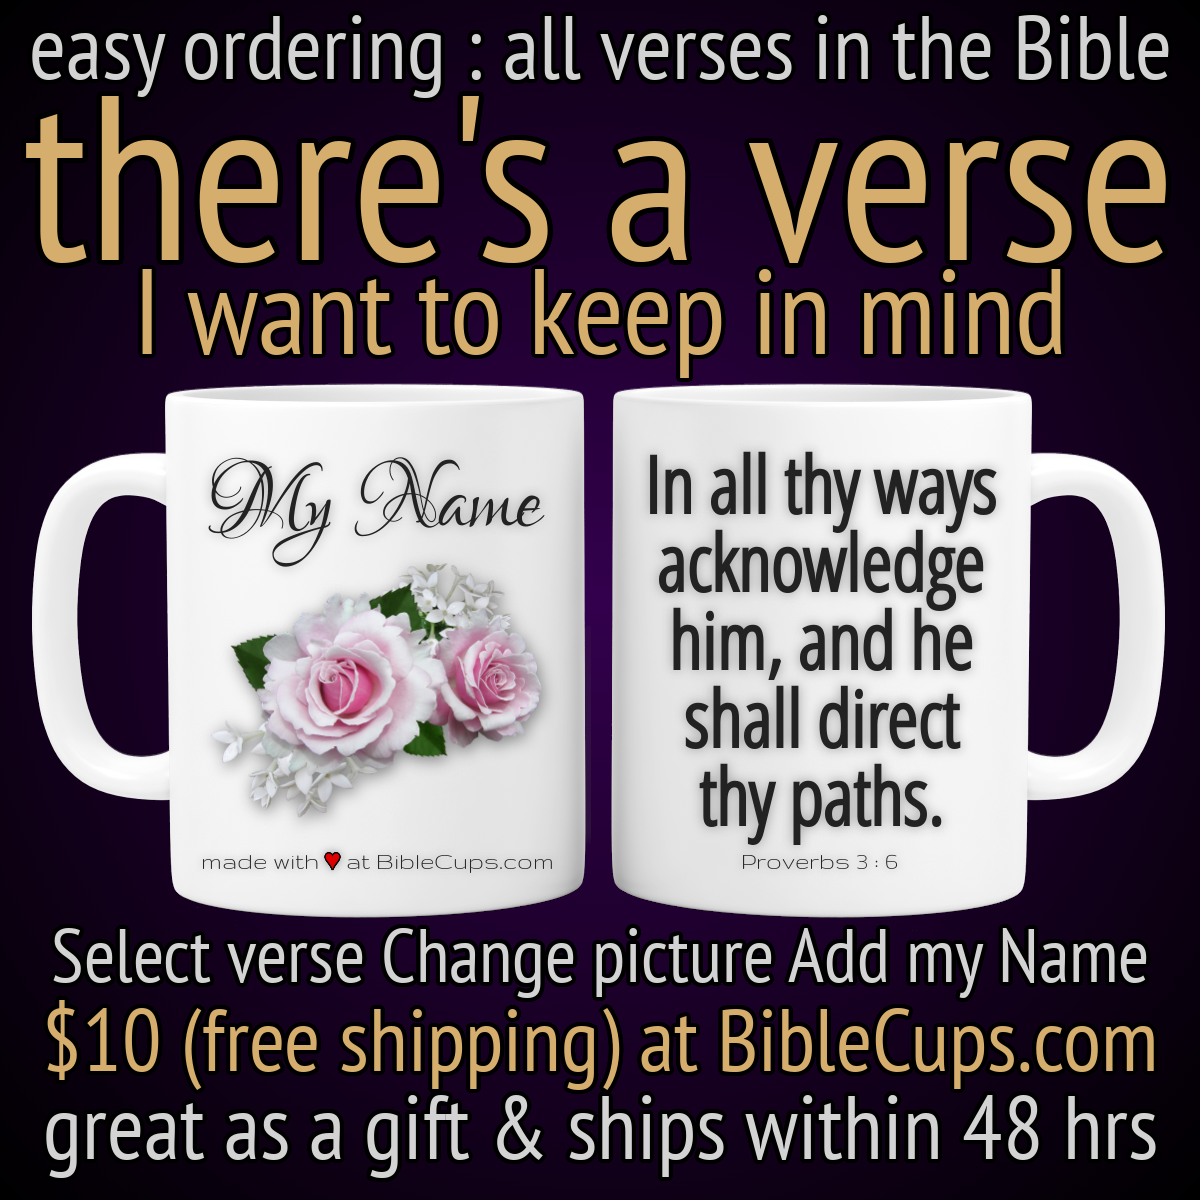 easy ordering : all verses in the Bible
there's a verse
I want to keep in mind
My Name
made with ♥ at BibleCups.com
In all thy ways
acknowledge
him, and he
shall direct
thy paths.
Proverbs 3 : 6
Select verse Change picture Add my Name
$10 (free shipping) at BibleCups.com
great as a gift & ships within 48 hrs